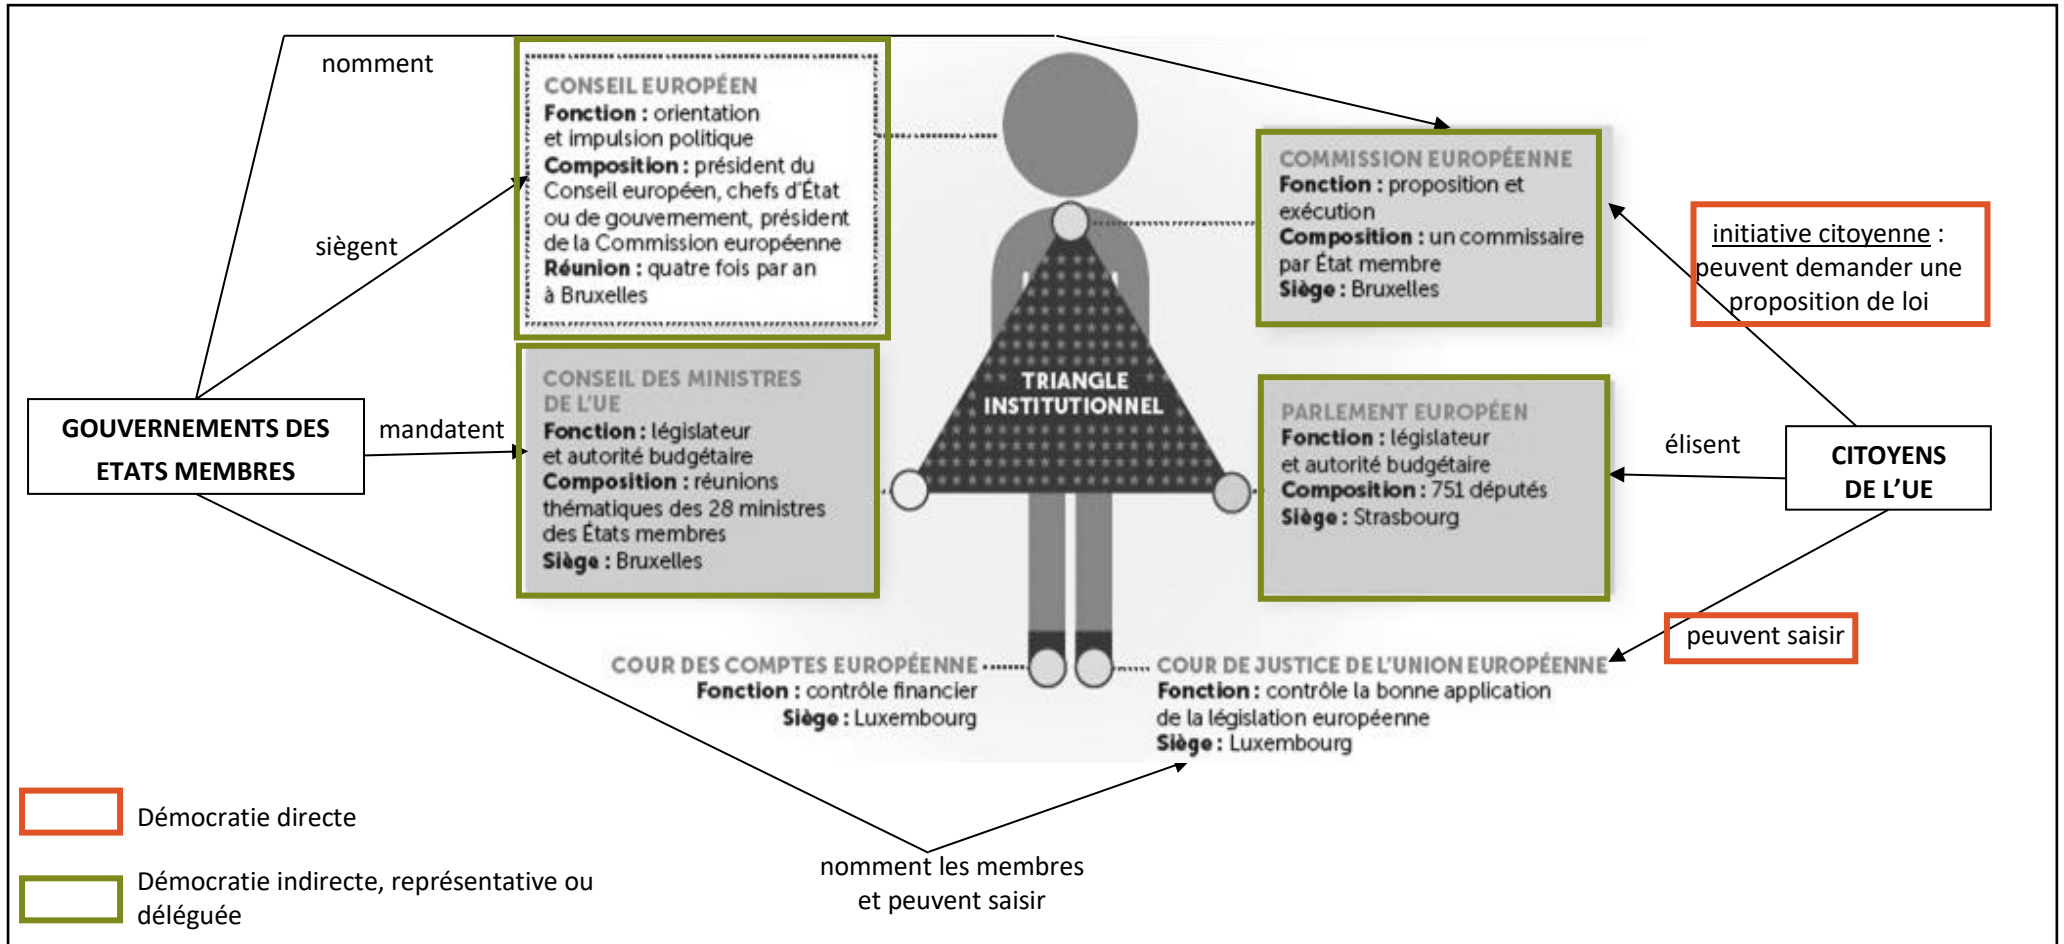 nomment
siègent
GOUVERNEMENTS DES
ETATS MEMBRES
mandatent
CONSEIL EUROPÉEN
Fonction : orientation
et impulsion politique
Composition : président du
Conseil européen, chefs d'État
ou de gouvernement, président
de la Commission européenne
Réunion : quatre fois par an
à Bruxelles
CONSEIL DES MINISTRES
DE L'UE
Fonction : législateur
et autorité budgétaire
Composition : réunions
thématiques des 28 ministres
des États membres
Siège : Bruxelles
TRIANGLE
INSTITUTIONNEL
COMMISSION EUROPÉENNE
Fonction : proposition et
exécution
Composition : un commissaire
par État membre
Siège : Bruxelles
PARLEMENT EUROPÉEN
Fonction : législateur
et autorité budgétaire
Composition : 751 députés
Siège : Strasbourg
initiative citoyenne :
peuvent demander une
proposition de loi
élisent
CITOYENS
DE L'UE
peuvent saisir
COUR DES COMPTES EUROPÉENNE
Fonction : contrôle financier
Siège : Luxembourg
COUR DE JUSTICE DE L'UNION EUROPÉENNE
Fonction : contrôle la bonne application
de la législation européenne
Siège : Luxembourg
nomment les membres
et peuvent saisir
Démocratie directe
Démocratie indirecte, représentative ou
déléguée